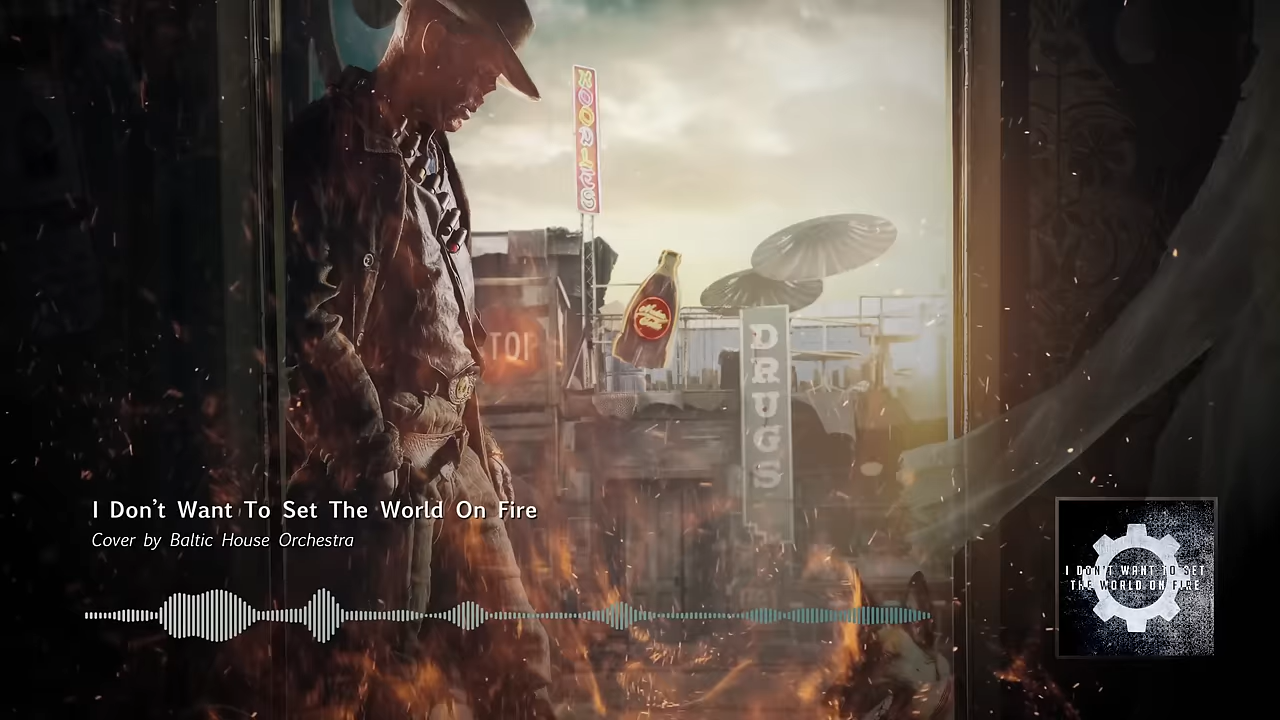 NOODLES
TOP
DRUGS
I Don't Want To Set The World On Fire
Cover by Baltic House Orchestra
I DON'T WANT TO SET
THE WORLD ON FIRE